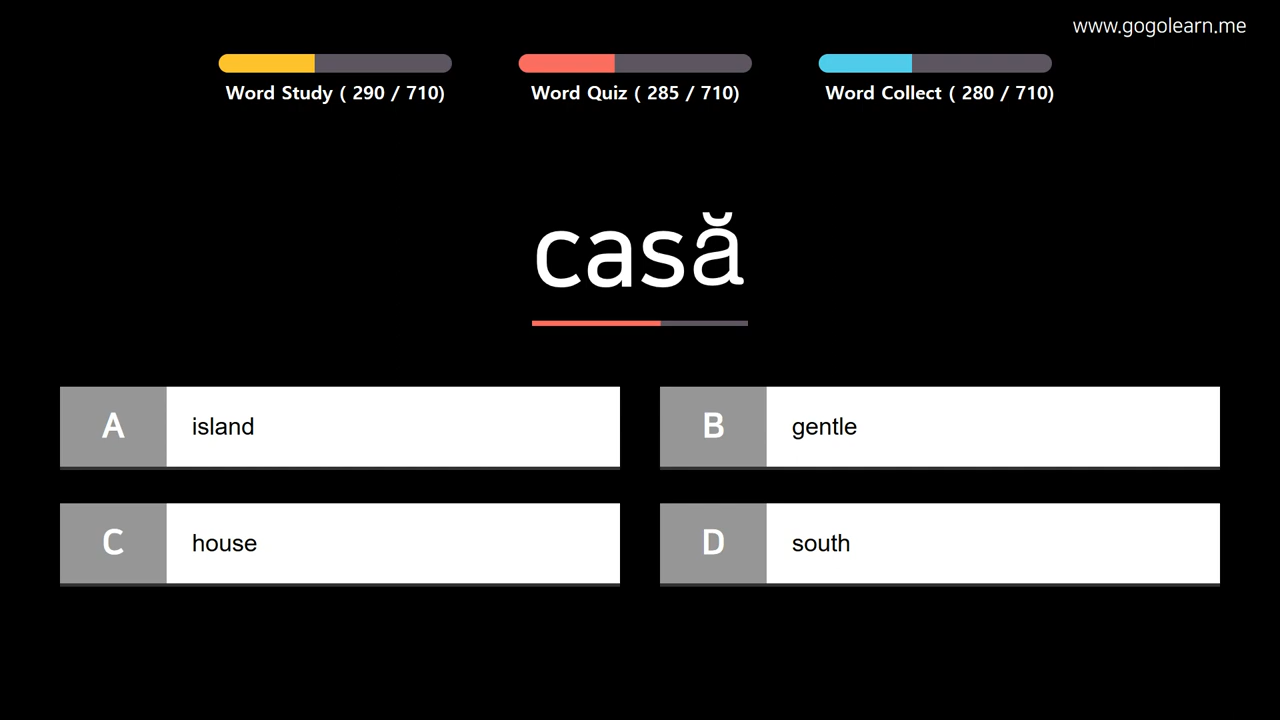 www.gogolearn.me
Word Study ( 290 / 710)
Word Quiz ( 285 / 710)
Word Collect ( 280 / 710)
casă
A island
B gentle
C house
D south